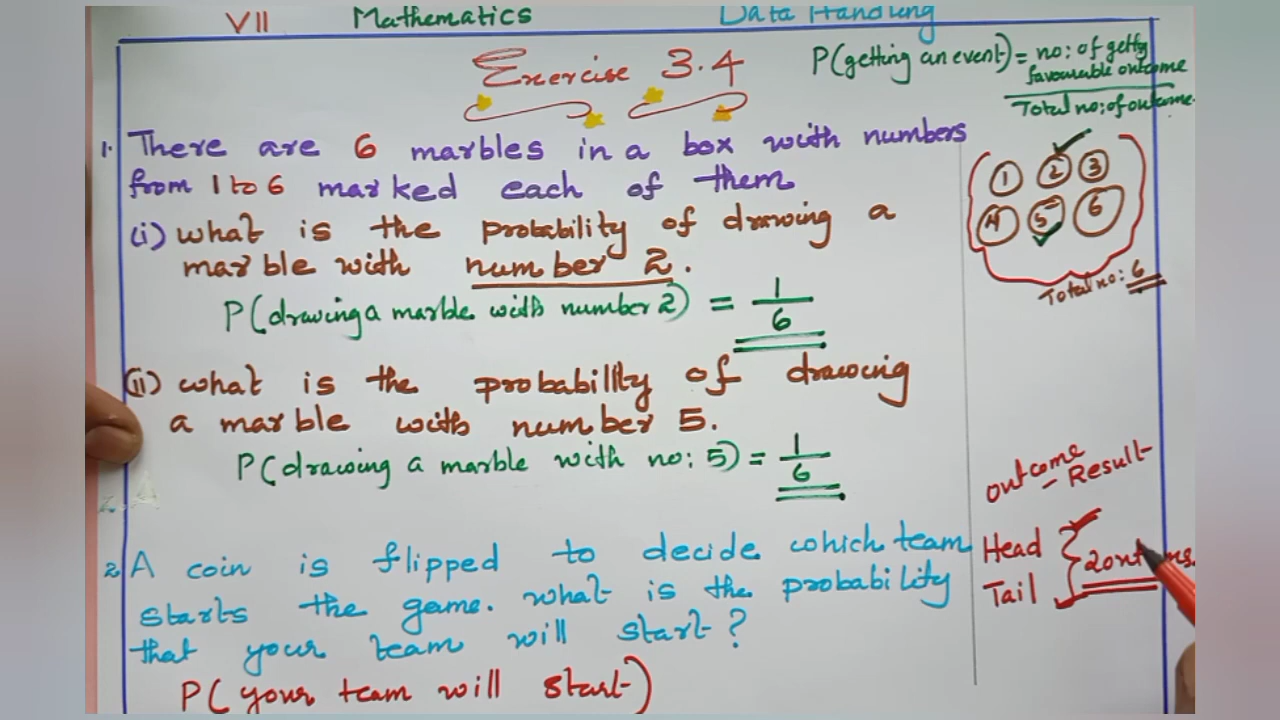 VII Mathematics Data Handling
Exercise 3.4
P(getting an event) = no: of gettg
favourable outcome
Total no: of outcome.
1. There are 6 marbles in a box with numbers
from 1 to 6 marked each of them
1 2 3
4 5 6
Total no: 6
(i) what is the probability of drawing a
marble with number 2.
P(drawing a marble with number 2) = 1/6
(ii) what is the probability of drawing
a marble with number 5.
P(drawing a marble with no: 5) = 1/6
outcome
- Result
2. A coin is flipped to decide which team
starts the game. what is the probability
that your team will start?
Head
Tail
P(your team will start)